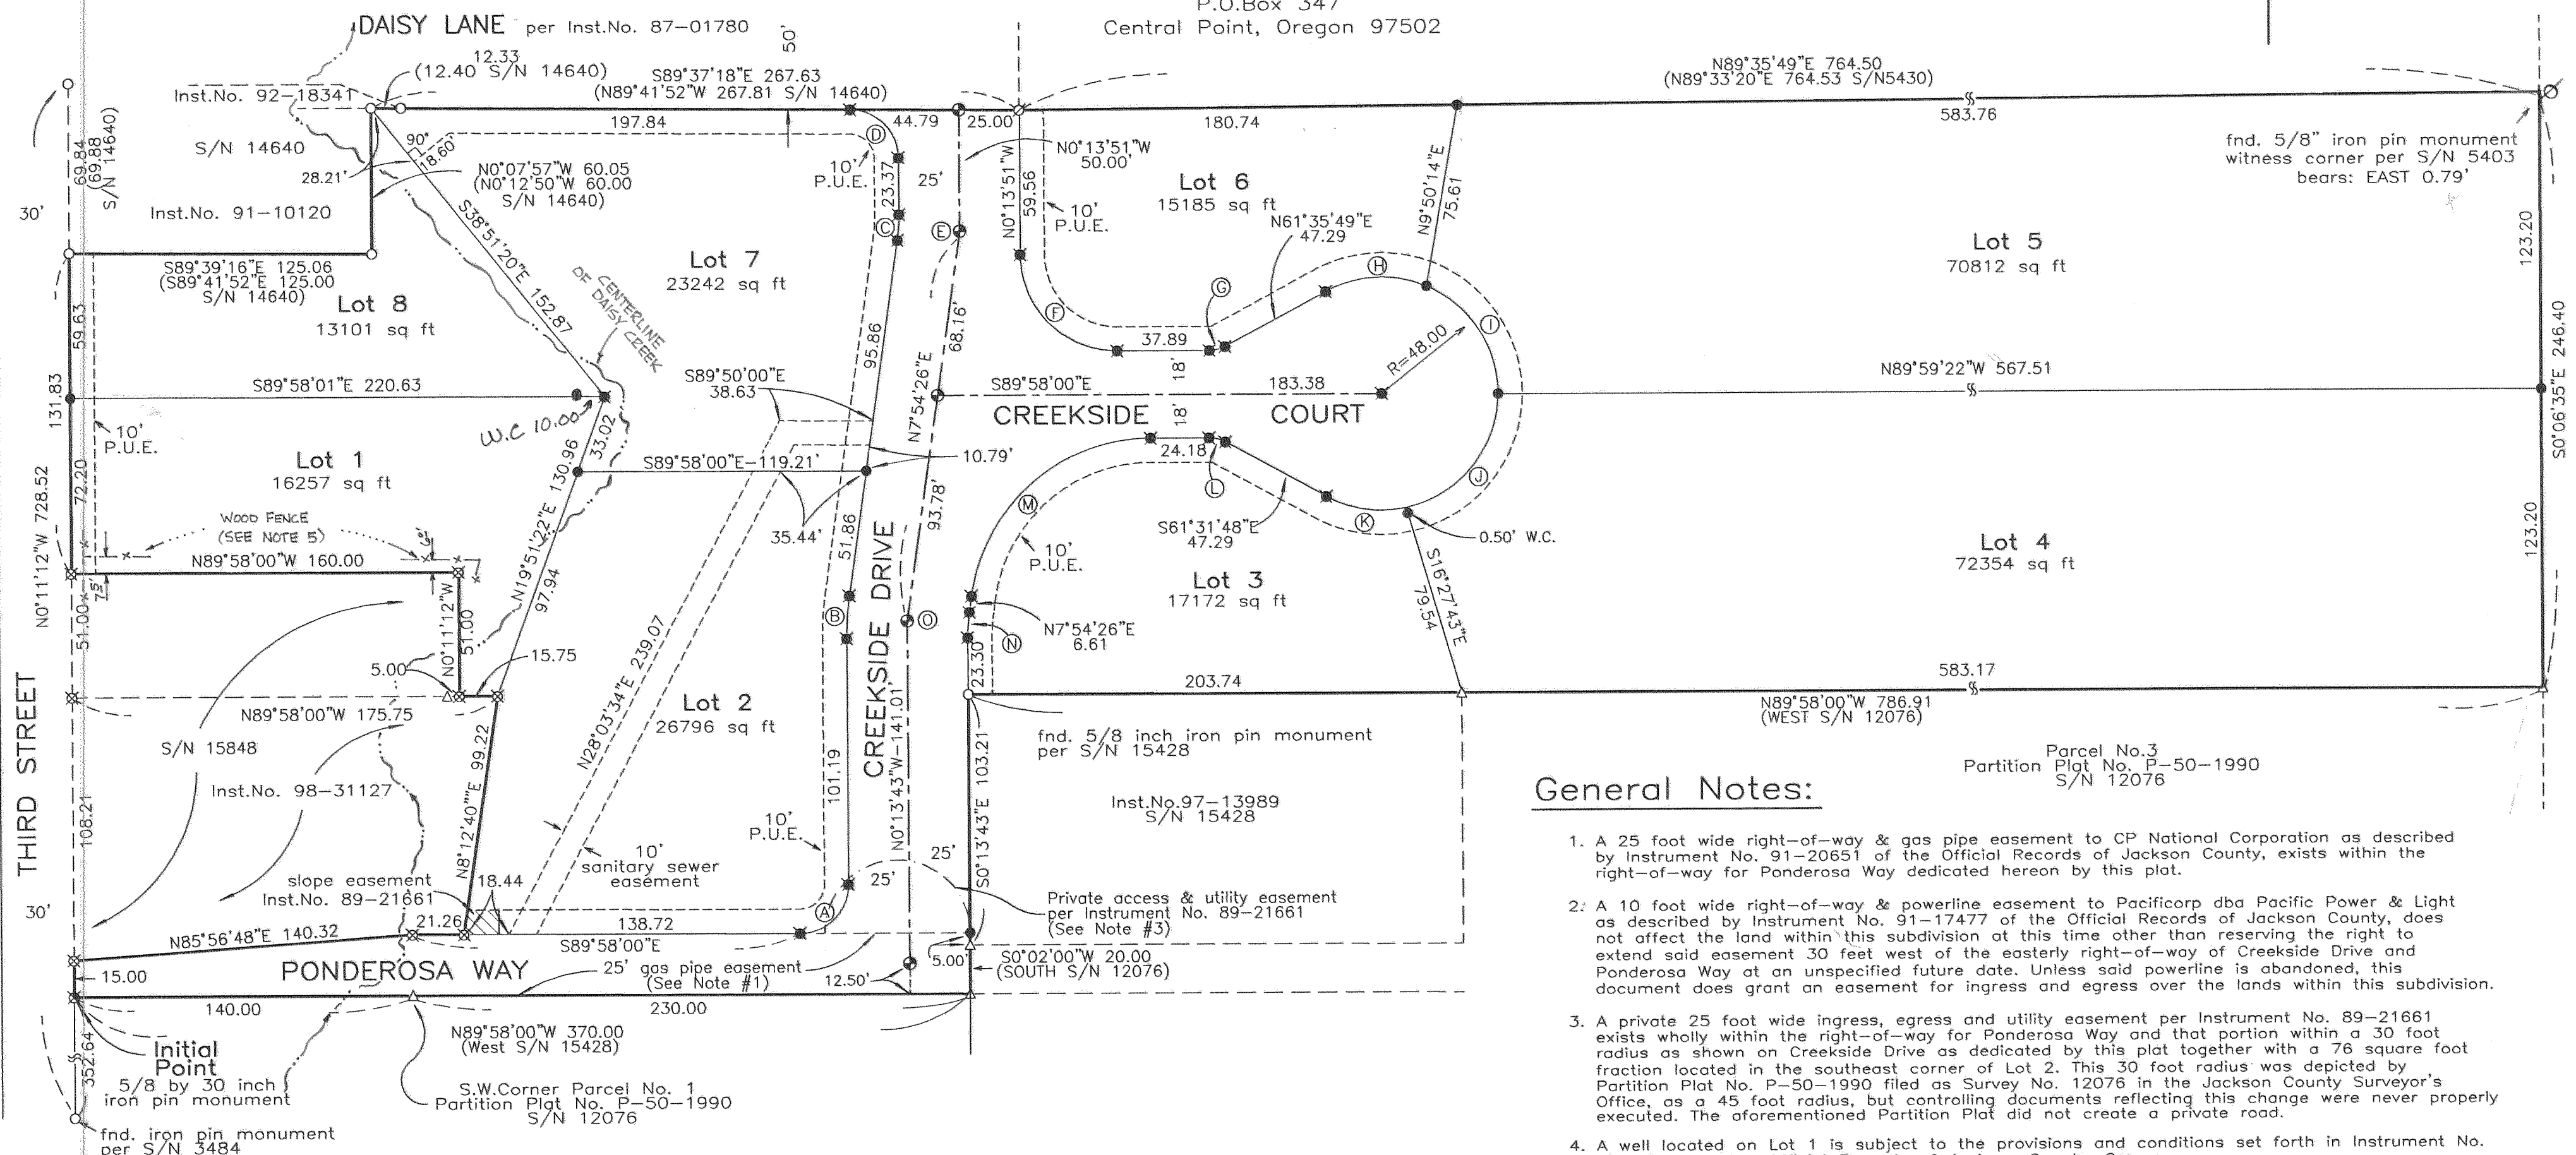 P.O.Box 347
Central Point, Oregon 97502
DAISY LANE per Inst.No. 87-01780
50'
12.33
(12.40 S/N 14640)
S89°37'18"E 267.63
(N89°41'52"W 267.81 S/N 14640)
N89°35'49"E 764.50
(N89°33'20"E 764.53 S/N5430)
Inst.No. 92-18341
S/N 14640
69.84
(69.88
S/N 14640)
30'
Inst.No. 91-10120
90°
18.60'
28.21'
197.84
44.79
25.00
180.74
583.76
N0°07'57"W 60.05
(N0°12'50"W 60.00
S/N 14640)
10'
P.U.E.
D
23.37
25'
C
E
N0°13'51"W
50.00'
N0°13'51"W
59.56
10'
P.U.E.
Lot 6
15185 sq ft
N61°35'49"E
47.29
N9°50'14"E
75.61
fnd. 5/8" iron pin monument
witness corner per S/N 5403
bears: EAST 0.79'
Lot 5
70812 sq ft
123.20
S89°39'16"E 125.06
(S89°41'52"E 125.00
S/N 14640)
Lot 8
13101 sq ft
59.63
131.83
S38°51'20"E 152.87
CENTERLINE
OF DAISY CREEK
Lot 7
23242 sq ft
95.86
68.16'
F
G
H
I
37.89
18'
18'
R=48.00
S89°58'01"E 220.63
W.C 10.00
S89°50'00"E
38.63
N7°54'26"E
93.78'
S89°58'00"E
183.38
CREEKSIDE COURT
N89°59'22"W 567.51
S0°06'35"E 246.40
10'
P.U.E.
72.20
Lot 1
16257 sq ft
33.02
130.96
N19°51'22"E
97.94
S89°58'00"E-119.21'
10.79'
35.44'
24.18
L
J
K
M
S61°31'48"E
47.29
0.50' W.C.
WOOD FENCE
(SEE NOTE 5)
N89°58'00"W 160.00
N0°11'12"W 728.52
N0°11'12"W
51.00
51.00
51.86
B
O
CREEKSIDE DRIVE
10'
P.U.E.
Lot 3
17172 sq ft
N7°54'26"E
6.61
N
23.30
S16°27'43"E
79.54
Lot 4
72354 sq ft
123.20
5.00
15.75
N89°58'00"W 175.75
203.74
583.17
N89°58'00"W 786.91
(WEST S/N 12076)
N28°03'34"E 239.07
Lot 2
26796 sq ft
101.19
N0°13'43"W-141.01'
fnd. 5/8 inch iron pin monument
per S/N 15428
S/N 15848
Inst.No. 98-31127
THIRD STREET
108.21
N8°12'40"E 99.22
Inst.No.97-13989
S/N 15428
S0°13'43"E 103.21
Parcel No.3
Partition Plat No. P-50-1990
S/N 12076
10'
P.U.E.
10'
sanitary sewer
easement
25'
25'
slope easement
Inst.No. 89-21661
18.44
A
Private access & utility easement
per Instrument No. 89-21661
(See Note #3)
30'
N85°56'48"E 140.32
21.26
138.72
S89°58'00"E
15.00
PONDEROSA WAY
25' gas pipe easement
(See Note #1)
12.50'
5.00'
S0°02'00"W 20.00
(SOUTH S/N 12076)
140.00
230.00
N89°58'00"W 370.00
(West S/N 15428)
352.64
Initial
Point
5/8 by 30 inch
iron pin monument
S.W.Corner Parcel No. 1
Partition Plat No. P-50-1990
S/N 12076
fnd. iron pin monument
per S/N 3484
General Notes:
1. A 25 foot wide right-of-way & gas pipe easement to CP National Corporation as described
by Instrument No. 91-20651 of the Official Records of Jackson County, exists within the
right-of-way for Ponderosa Way dedicated hereon by this plat.
2. A 10 foot wide right-of-way & powerline easement to Pacificorp dba Pacific Power & Light
as described by Instrument No. 91-17477 of the Official Records of Jackson County, does
not affect the land within this subdivision at this time other than reserving the right to
extend said easement 30 feet west of the easterly right-of-way of Creekside Drive and
Ponderosa Way at an unspecified future date. Unless said powerline is abandoned, this
document does grant an easement for ingress and egress over the lands within this subdivision.
3. A private 25 foot wide ingress, egress and utility easement per Instrument No. 89-21661
exists wholly within the right-of-way for Ponderosa Way and that portion within a 30 foot
radius as shown on Creekside Drive as dedicated by this plat together with a 76 square foot
fraction located in the southeast corner of Lot 2. This 30 foot radius was depicted by
Partition Plat No. P-50-1990 filed as Survey No. 12076 in the Jackson County Surveyor's
Office, as a 45 foot radius, but controlling documents reflecting this change were never properly
executed. The aforementioned Partition Plat did not create a private road.
4. A well located on Lot 1 is subject to the provisions and conditions set forth in Instrument No.